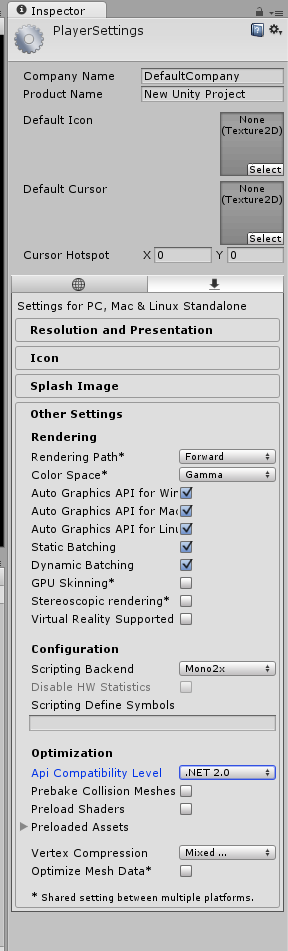 Inspector
PlayerSettings
Company Name DefaultCompany
Product Name New Unity Project
Default Icon
None
(Texture2D)
Select
Default Cursor
None
(Texture2D)
Select
Cursor Hotspot X 0 Y 0
Settings for PC, Mac & Linux Standalone
Resolution and Presentation
Icon
Splash Image
Other Settings
Rendering
Rendering Path* Forward
Color Space* Gamma
Auto Graphics API for Win
Auto Graphics API for Mac
Auto Graphics API for Linu
Static Batching
Dynamic Batching
GPU Skinning*
Stereoscopic rendering*
Virtual Reality Supported
Configuration
Scripting Backend Mono2x
Disable HW Statistics
Scripting Define Symbols
Optimization
Api Compatibility Level .NET 2.0
Prebake Collision Meshes
Preload Shaders
Preloaded Assets
Vertex Compression Mixed ...
Optimize Mesh Data*
* Shared setting between multiple platforms.